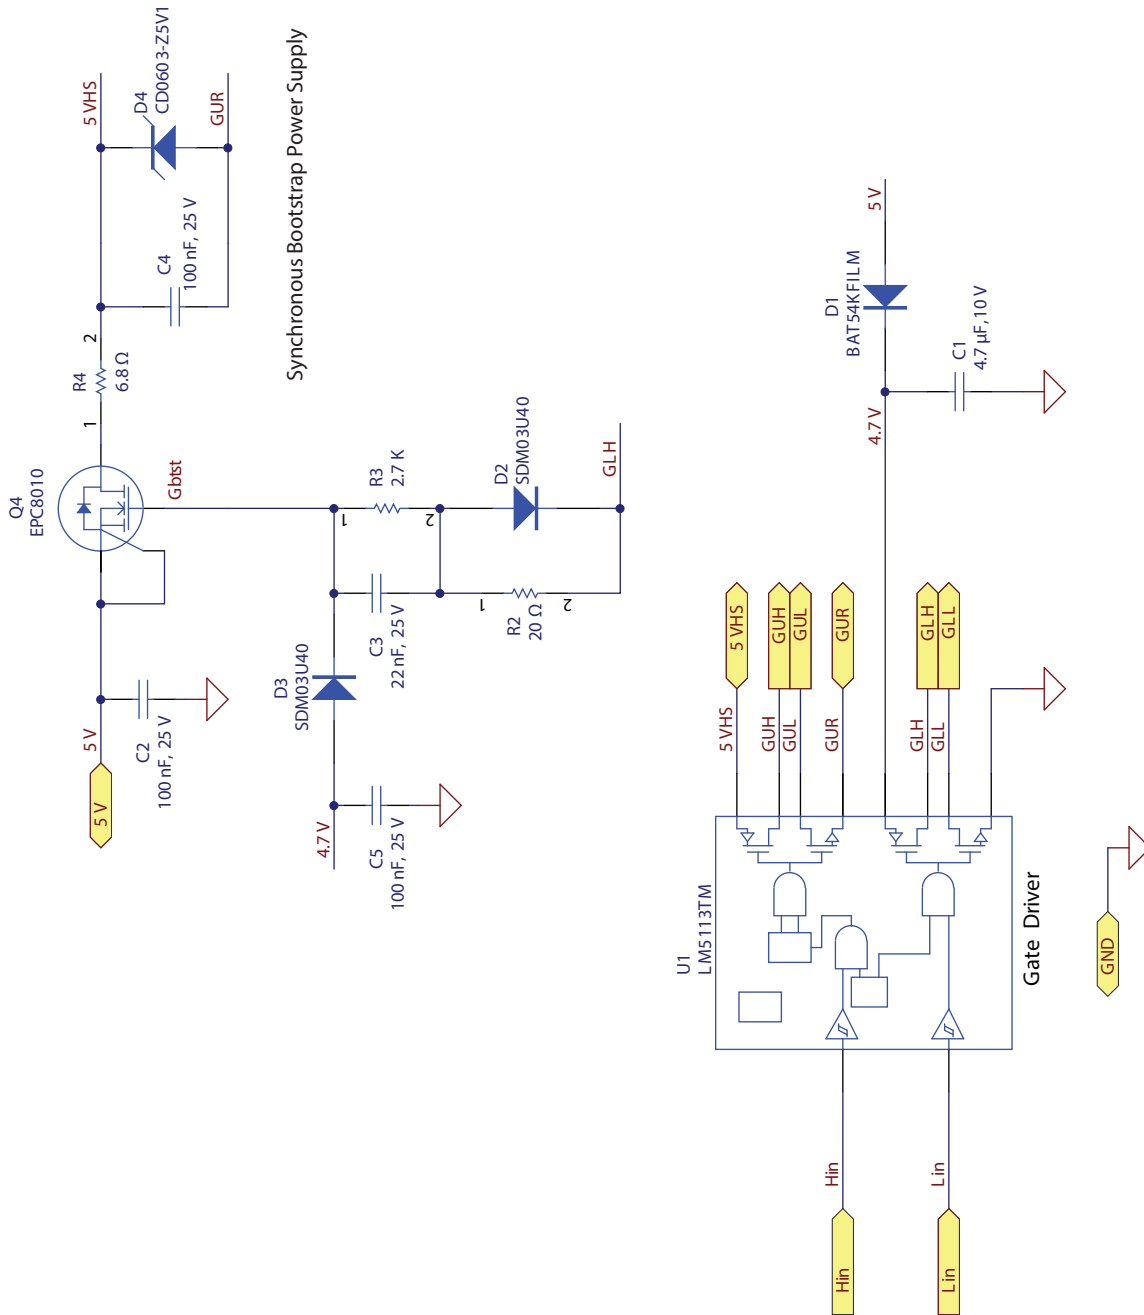 5 V
5 V
C2
100 nF, 25 V
Q4
EPC8010
Gbtst
1
R4
6.8 Ω
2
C4
100 nF, 25 V
5 VHS
D4
CD0603-Z5V1
GUR
Synchronous Bootstrap Power Supply
4.7 V
C5
100 nF, 25 V
D3
SDM03U40
C3
22 nF, 25 V
1
R3
2.7 K
2
1
R2
20 Ω
2
D2
SDM03U40
GLH
U1
LM5113TM
Gate Driver
Hin
Hin
Lin
Lin
5 VHS
5 VHS
GUH
GUH
GUL
GUL
GUR
GUR
GLH
GLH
GLL
GLL
4.7 V
D1
BAT54KFILM
5 V
C1
4.7 µF,10 V
GND